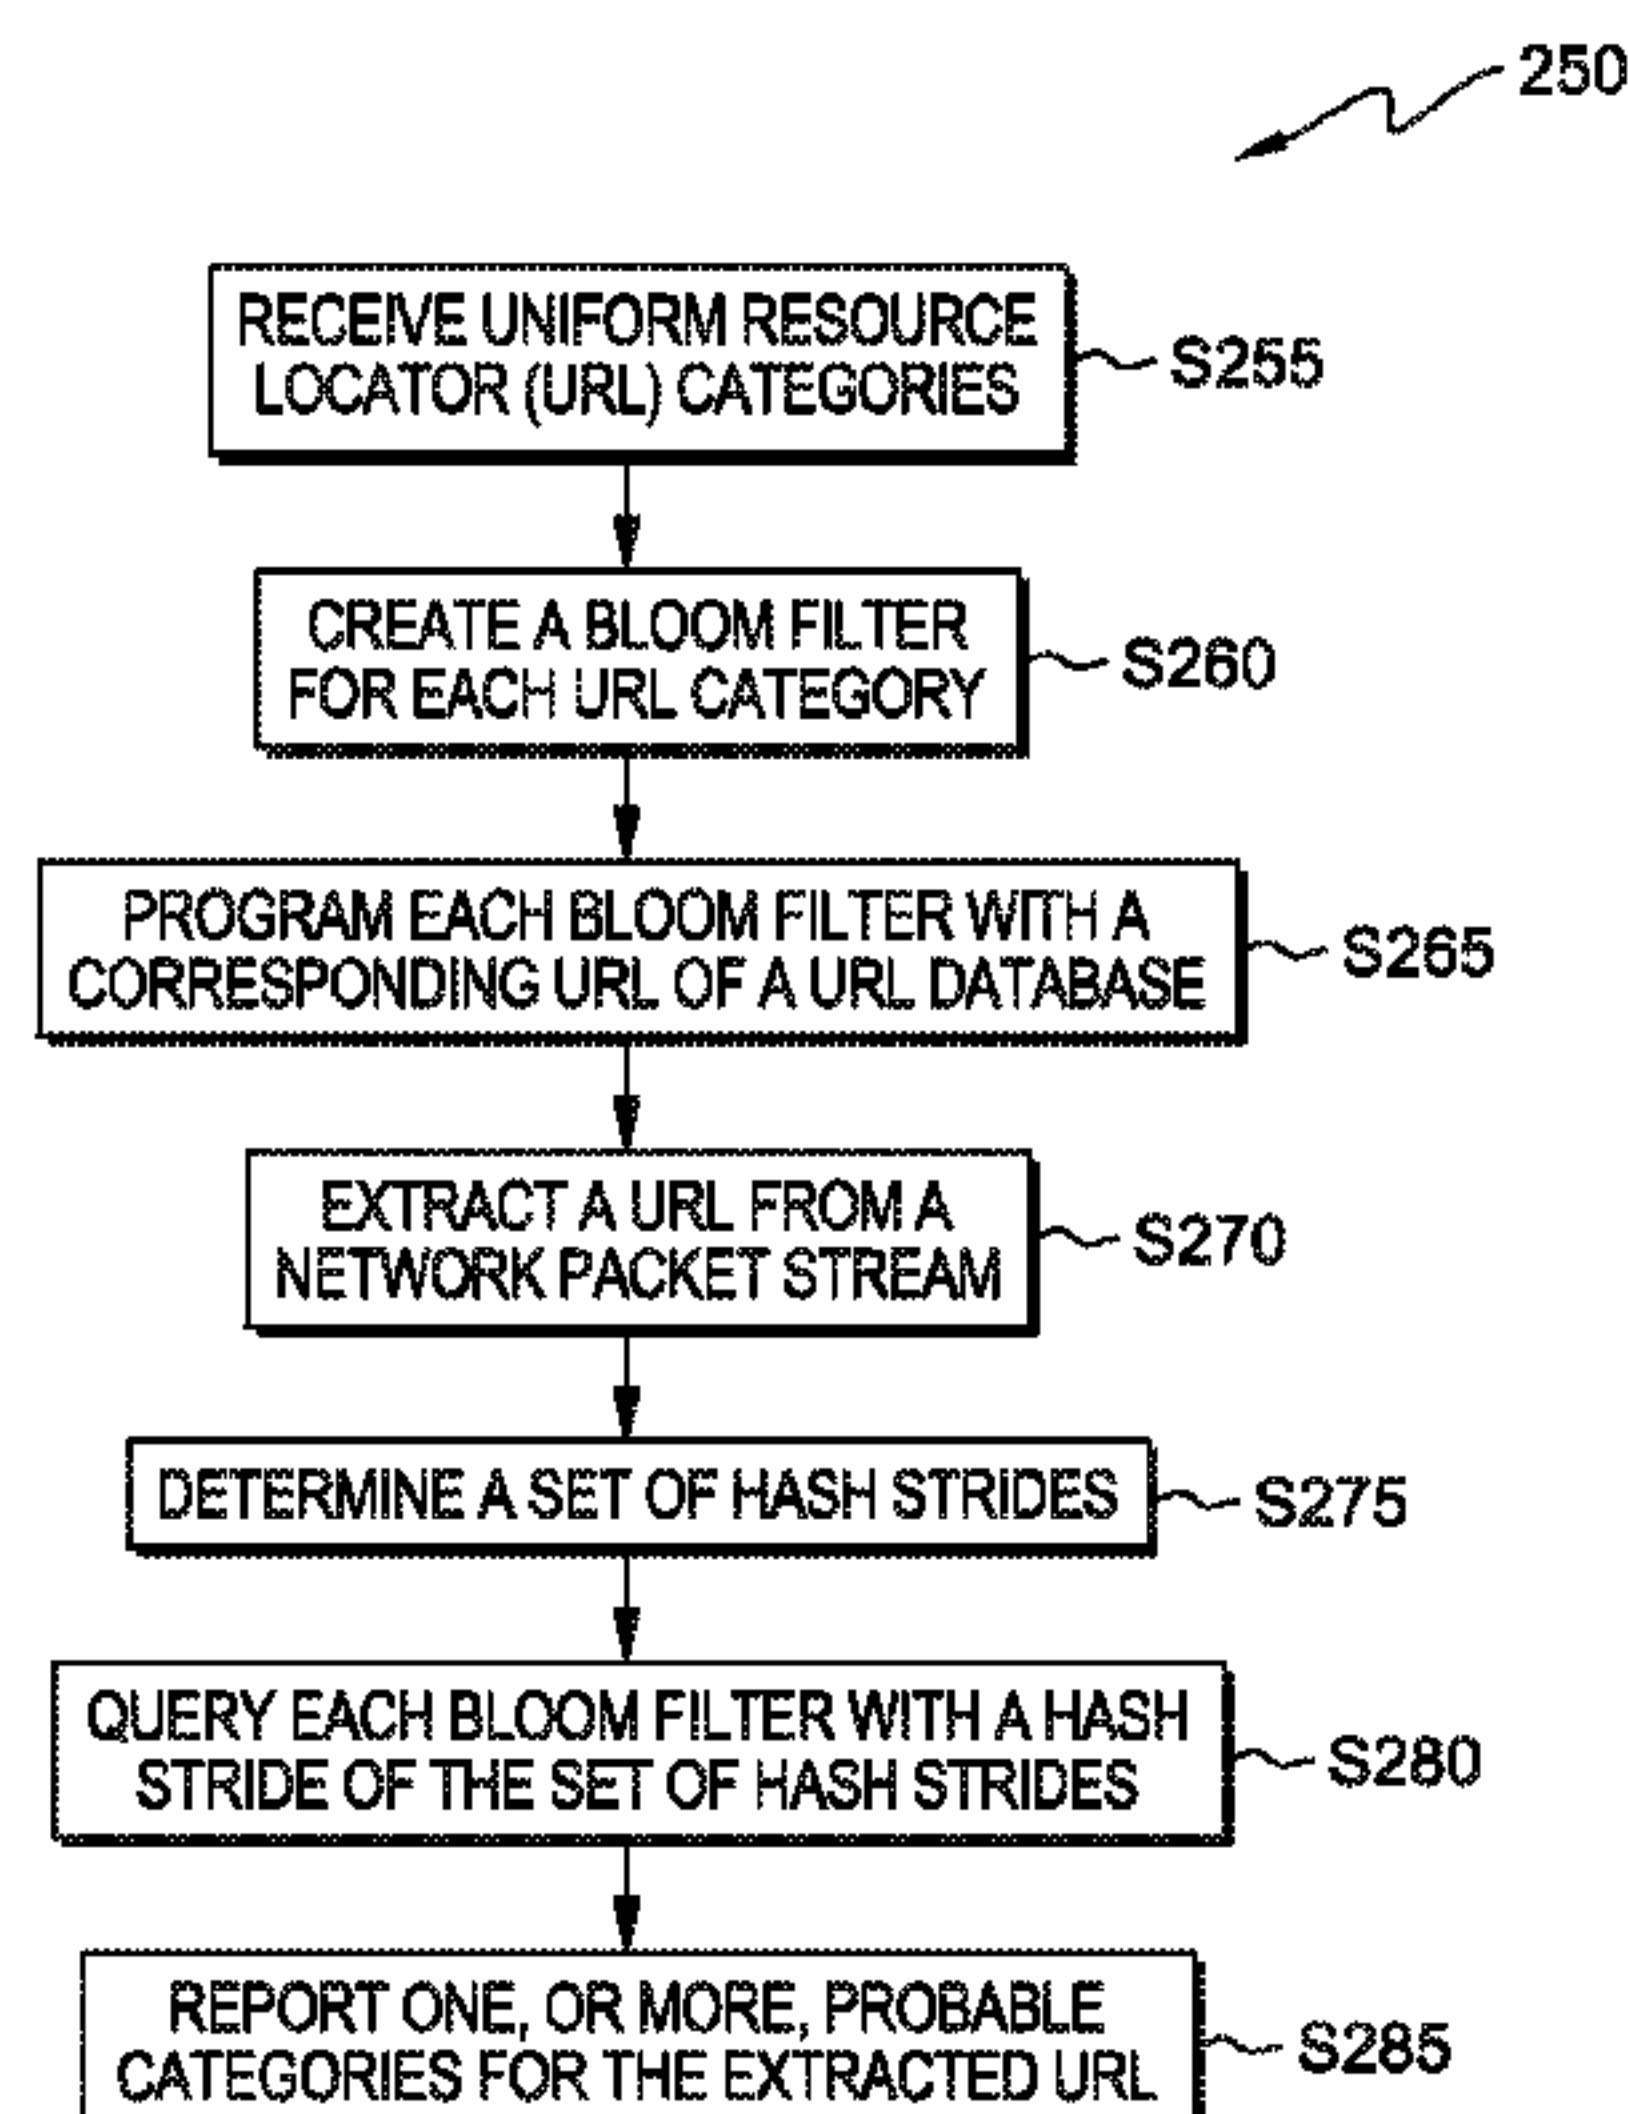 250
RECEIVE UNIFORM RESOURCE
LOCATOR (URL) CATEGORIES
S255
CREATE A BLOOM FILTER
FOR EACH URL CATEGORY
S260
PROGRAM EACH BLOOM FILTER WITH A
CORRESPONDING URL OF A URL DATABASE
S265
EXTRACT A URL FROM A
NETWORK PACKET STREAM
S270
DETERMINE A SET OF HASH STRIDES
S275
QUERY EACH BLOOM FILTER WITH A HASH
STRIDE OF THE SET OF HASH STRIDES
S280
REPORT ONE, OR MORE, PROBABLE
CATEGORIES FOR THE EXTRACTED URL
S285